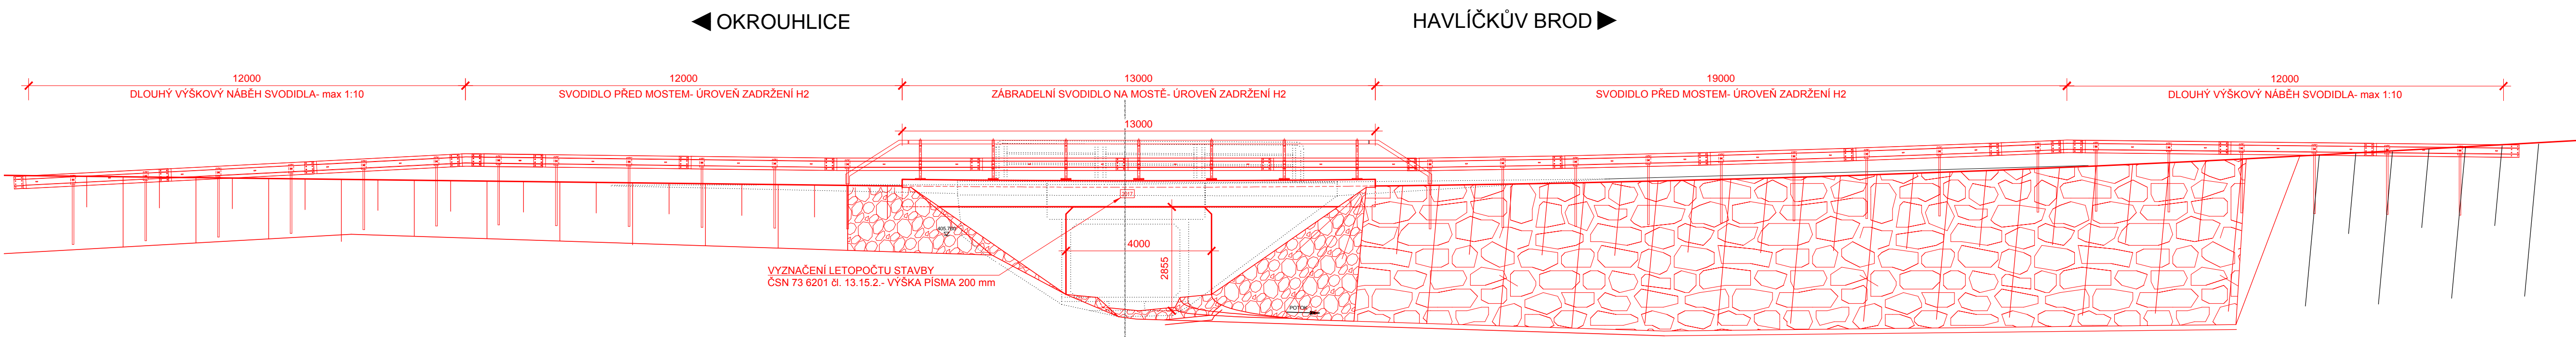 ◀ OKROUHLICE
HAVLÍČKŮV BROD ▶
12000
12000
13000
19000
12000
DLOUHÝ VÝŠKOVÝ NÁBĚH SVODIDLA- max 1:10
SVODIDLO PŘED MOSTEM- ÚROVEŇ ZADRŽENÍ H2
ZÁBRADELNÍ SVODIDLO NA MOSTĚ- ÚROVEŇ ZADRŽENÍ H2
SVODIDLO PŘED MOSTEM- ÚROVEŇ ZADRŽENÍ H2
DLOUHÝ VÝŠKOVÝ NÁBĚH SVODIDLA- max 1:10
13000
4000
2855
VYZNAČENÍ LETOPOČTU STAVBY
ČSN 73 6201 čl. 13.15.2.- VÝŠKA PÍSMA 200 mm
POTOK